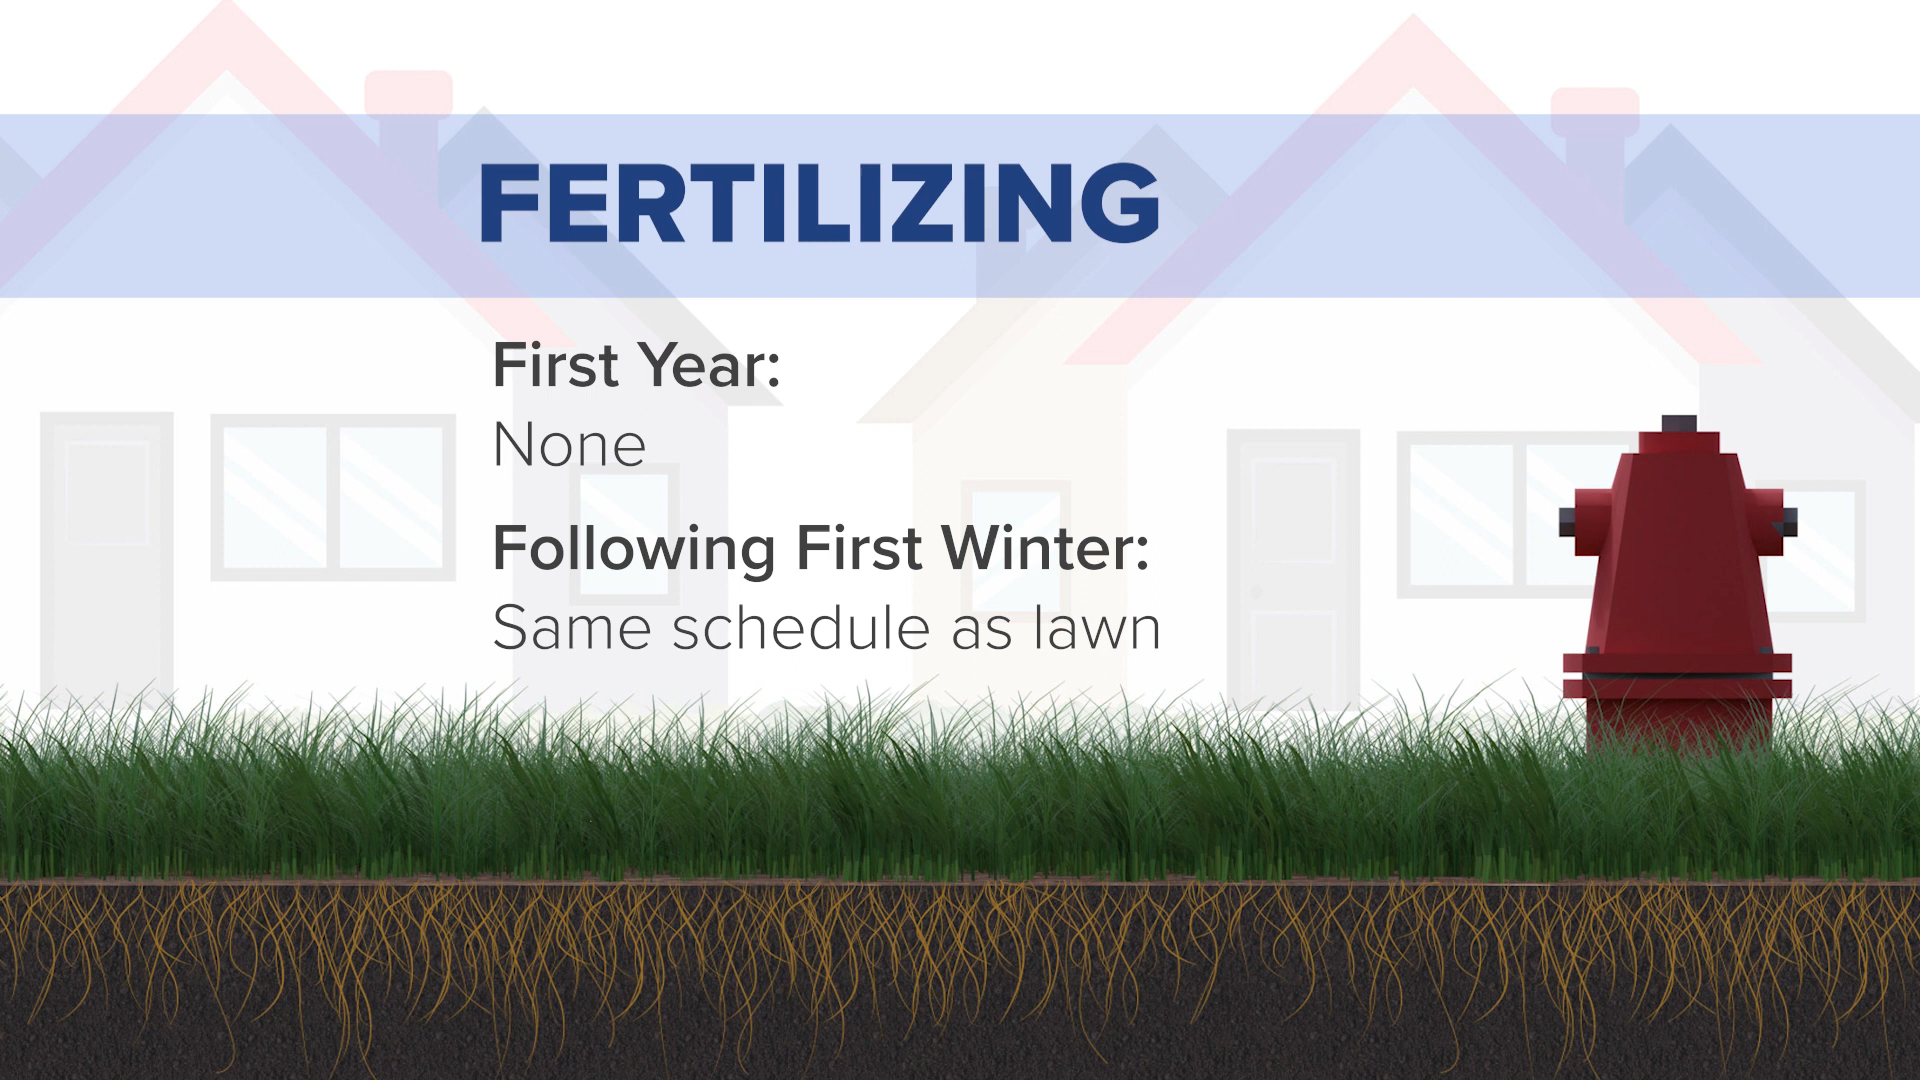 FERTILIZING
First Year:
None
Following First Winter:
Same schedule as lawn